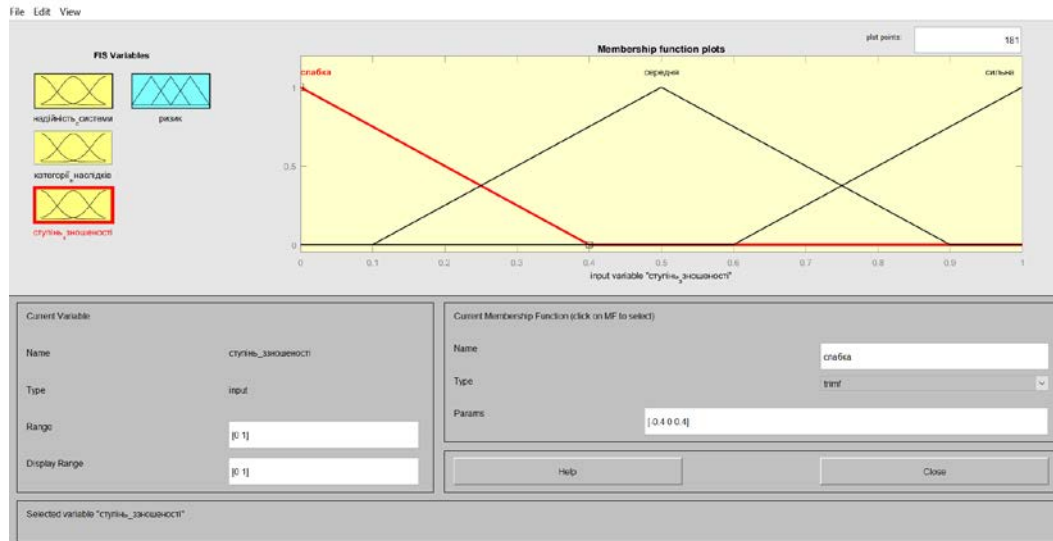 File Edit View
FIS Variables
надійність_системи
ризик
категорії_наслідків
ступінь_зношеності
plot points:
181
Membership function plots
слабка
середня
сильна
1
0.5
0
0 0.1 0.2 0.3 0.4 0.5 0.6 0.7 0.8 0.9 1
input variable "ступінь_зношеності"
Current Variable
Name
ступінь_зношеності
Type
input
Range
[0 1]
Display Range
[0 1]
Current Membership Function (click on MF to select)
Name
слабка
Type
trimf
Params
[-0.4 0 0.4]
Help
Close
Selected variable "ступінь_зношеності"